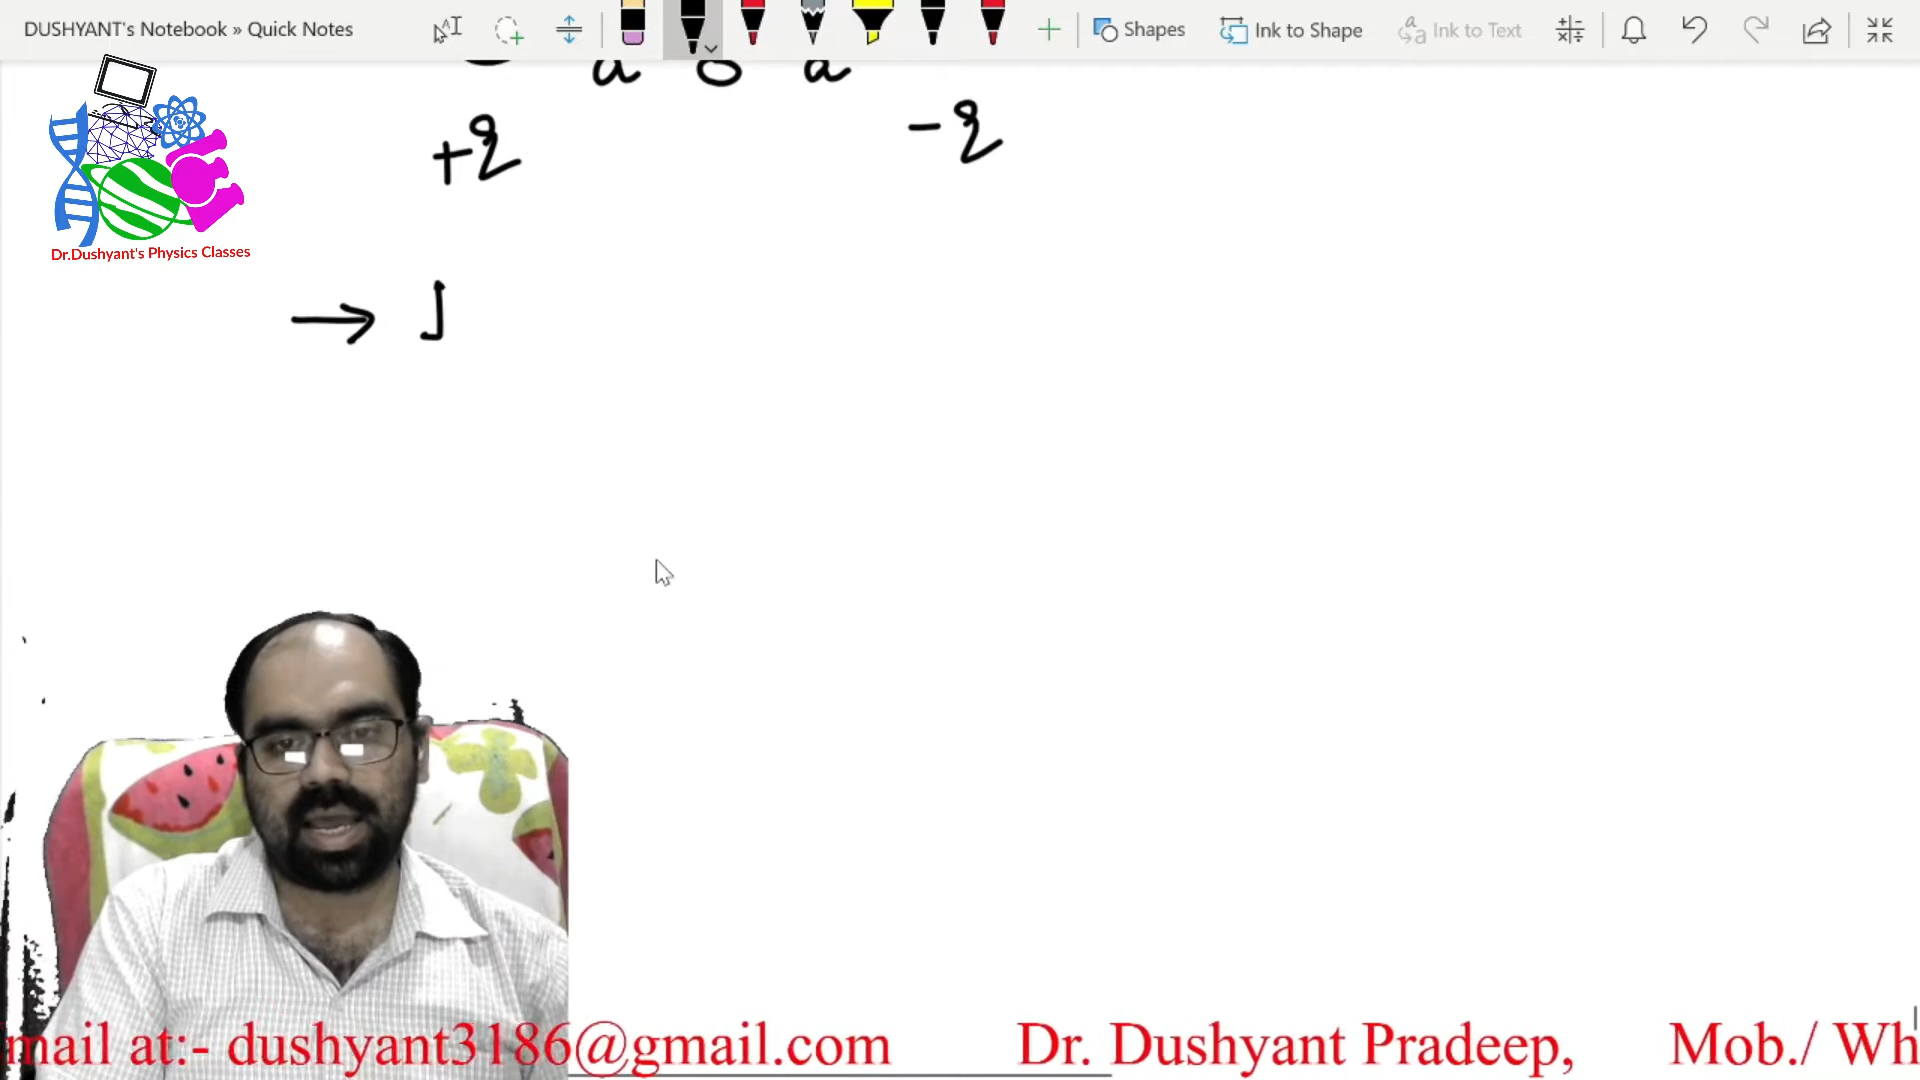 DUSHYANT's Notebook » Quick Notes
Shapes
Ink to Shape
Ink to Text
a o a
+q
-q
Dr.Dushyant's Physics Classes
→
mail at:- dushyant3186@gmail.com Dr. Dushyant Pradeep, Mob./ Wh